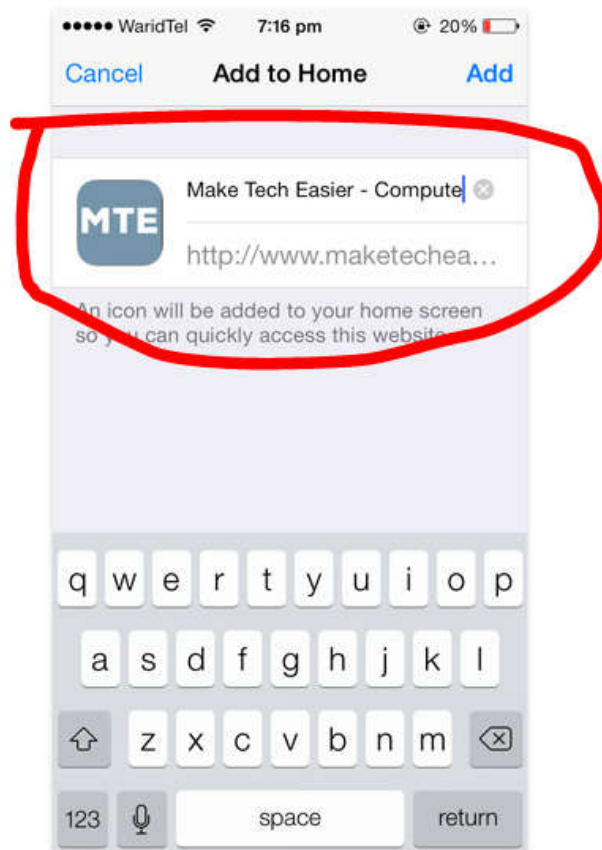 WaridTel 7:16 pm 20%
Cancel Add to Home Add
MTE
Make Tech Easier - Compute
http://www.maketechea...
An icon will be added to your home screen
so you can quickly access this website
q w e r t y u i o p
a s d f g h j k l
z x c v b n m
123 space return